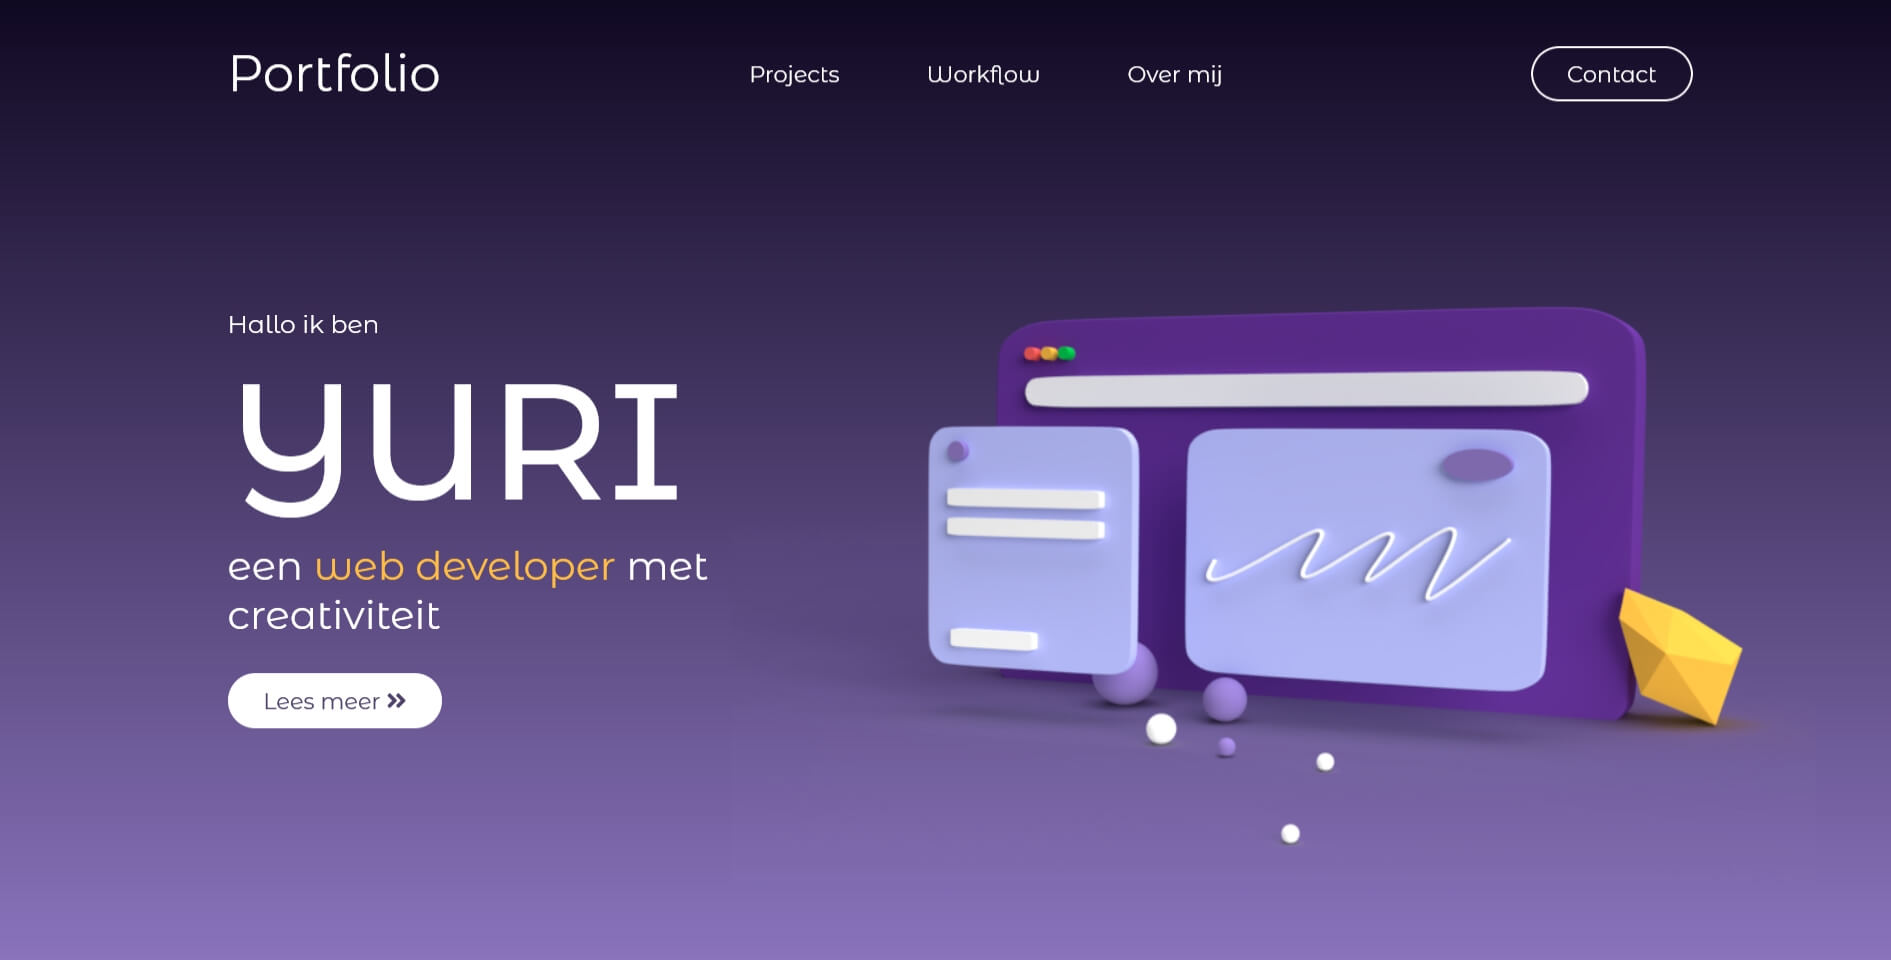 Portfolio
Projects
Workflow
Over mij
Contact
Hallo ik ben
YURI
een web developer met
creativiteit
Lees meer »